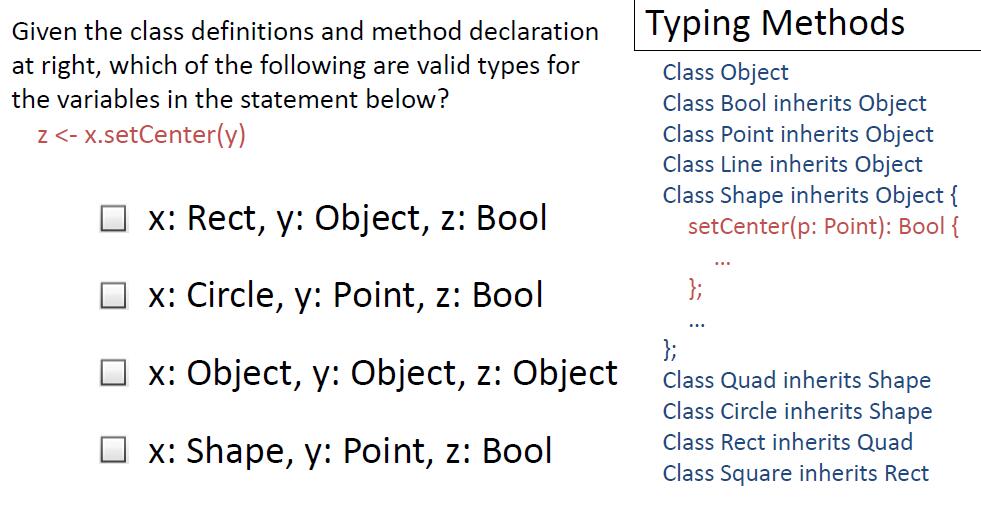 Given the class definitions and method declaration
at right, which of the following are valid types for
the variables in the statement below?
z <- x.setCenter(y)
x: Rect, y: Object, z: Bool
x: Circle, y: Point, z: Bool
x: Object, y: Object, z: Object
x: Shape, y: Point, z: Bool
Typing Methods
Class Object
Class Bool inherits Object
Class Point inherits Object
Class Line inherits Object
Class Shape inherits Object {
setCenter(p: Point): Bool {
...
};
...
};
Class Quad inherits Shape
Class Circle inherits Shape
Class Rect inherits Quad
Class Square inherits Rect